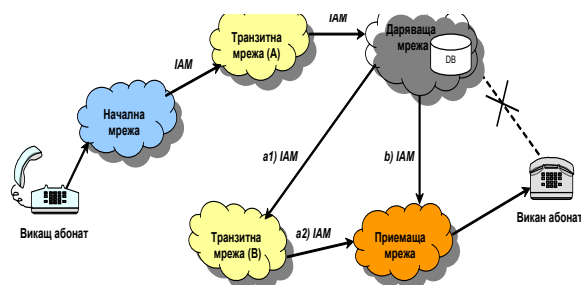 IAM
Транзитна
мрежа (A)
IAM
Даряваща
мрежа
DB
Начална
мрежа
a1) IAM
b) IAM
Викащ абонат
Викан абонат
Транзитна
мрежа (B)
a2) IAM
Приемаща
мрежа